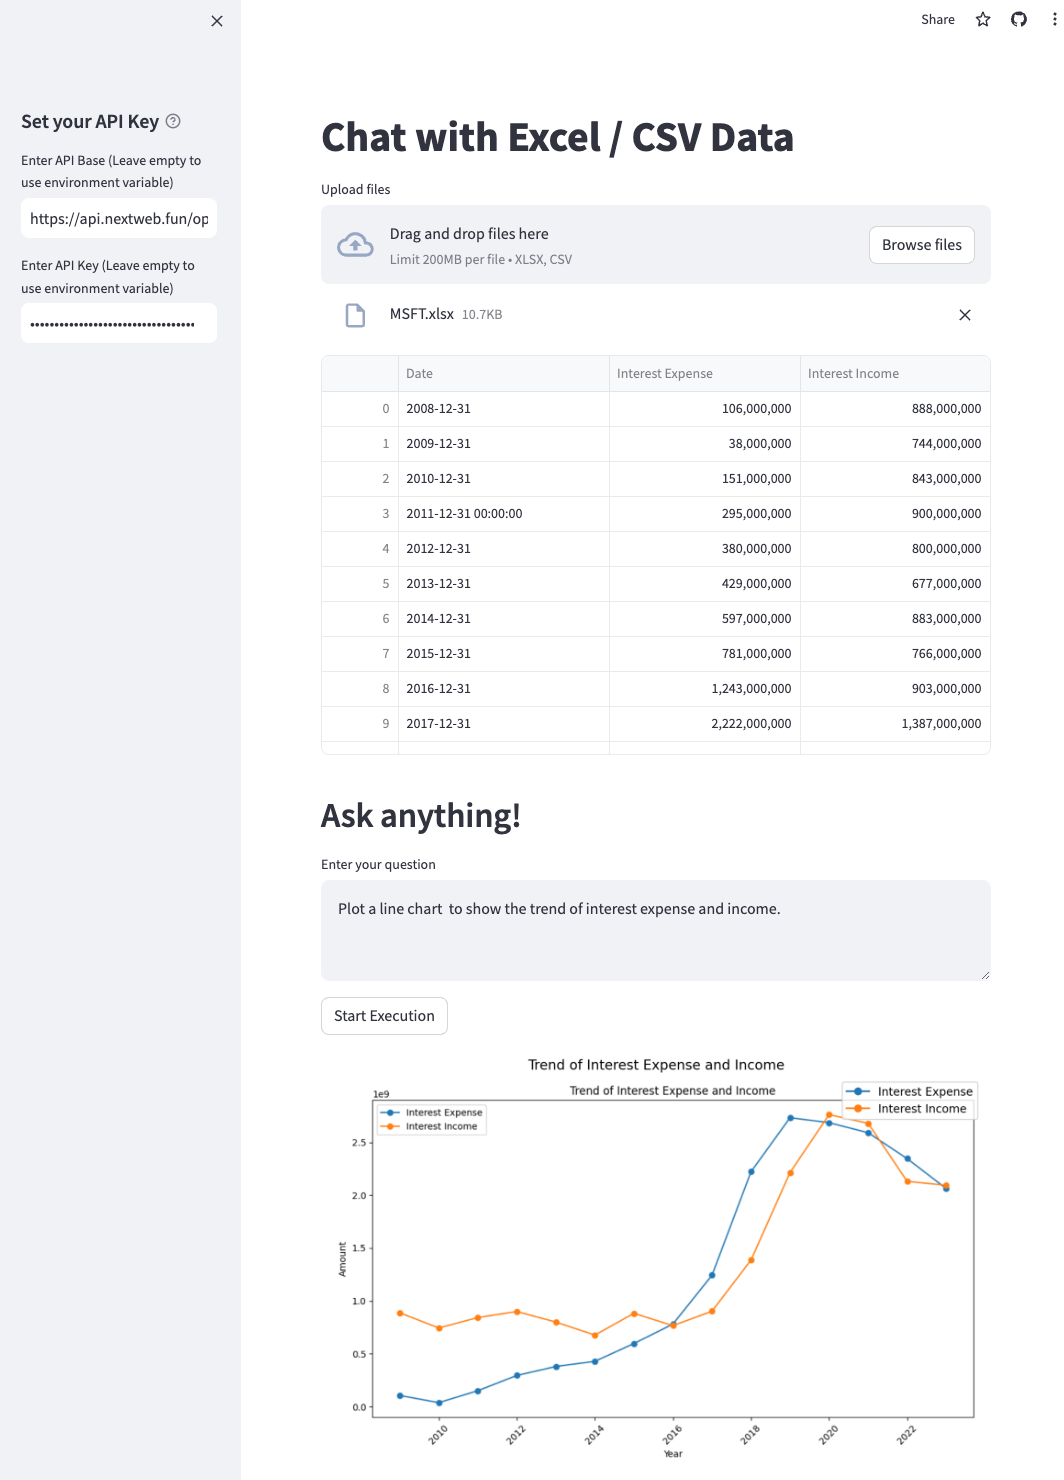 Share
Set your API Key
Enter API Base (Leave empty to
use environment variable)
https://api.nextweb.fun/op
Enter API Key (Leave empty to
use environment variable)
••••••••••••••••••••••••••••••••••
Chat with Excel / CSV Data
Upload files
Drag and drop files here
Limit 200MB per file • XLSX, CSV
Browse files
MSFT.xlsx 10.7KB
Date Interest Expense Interest Income
0 2008-12-31 106,000,000 888,000,000
1 2009-12-31 38,000,000 744,000,000
2 2010-12-31 151,000,000 843,000,000
3 2011-12-31 00:00:00 295,000,000 900,000,000
4 2012-12-31 380,000,000 800,000,000
5 2013-12-31 429,000,000 677,000,000
6 2014-12-31 597,000,000 883,000,000
7 2015-12-31 781,000,000 766,000,000
8 2016-12-31 1,243,000,000 903,000,000
9 2017-12-31 2,222,000,000 1,387,000,000
Ask anything!
Enter your question
Plot a line chart  to show the trend of interest expense and income.
Start Execution
Trend of Interest Expense and Income
Trend of Interest Expense and Income
1e9
Interest Expense
Interest Income
Interest Expense
Interest Income
2.5
2.0
1.5
1.0
0.5
0.0
Amount
2010 2012 2014 2016 2018 2020 2022
Year